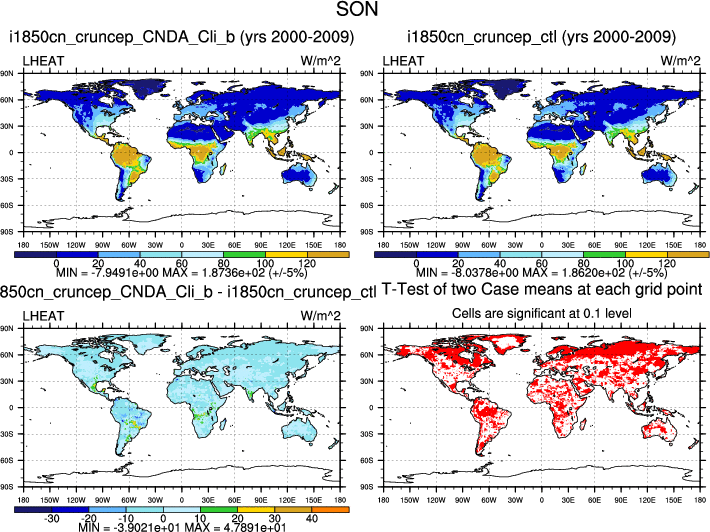 SON
i1850cn_cruncep_CNDA_Cli_b (yrs 2000-2009)
LHEAT W/m^2
90N
60N
30N
0
30S
60S
90S
180 150W 120W 90W 60W 30W 0 30E 60E 90E 120E 150E 180
0 20 40 60 80 100 120
MIN = -7.9491e+00 MAX = 1.8736e+02 (+/-5%)
i1850cn_cruncep_ctl (yrs 2000-2009)
LHEAT W/m^2
90N
60N
30N
0
30S
60S
90S
180 150W 120W 90W 60W 30W 0 30E 60E 90E 120E 150E 180
0 20 40 60 80 100 120
MIN = -8.0378e+00 MAX = 1.8620e+02 (+/-5%)
850cn_cruncep_CNDA_Cli_b - i1850cn_cruncep_ctl
LHEAT W/m^2
90N
60N
30N
0
30S
60S
90S
180 150W 120W 90W 60W 30W 0 30E 60E 90E 120E 150E 180
-30 -20 -10 0 10 20 30 40
MIN = -3.9021e+01 MAX = 4.7891e+01
T-Test of two Case means at each grid point
Cells are significant at 0.1 level
90N
60N
30N
0
30S
60S
90S
180 150W 120W 90W 60W 30W 0 30E 60E 90E 120E 150E 180